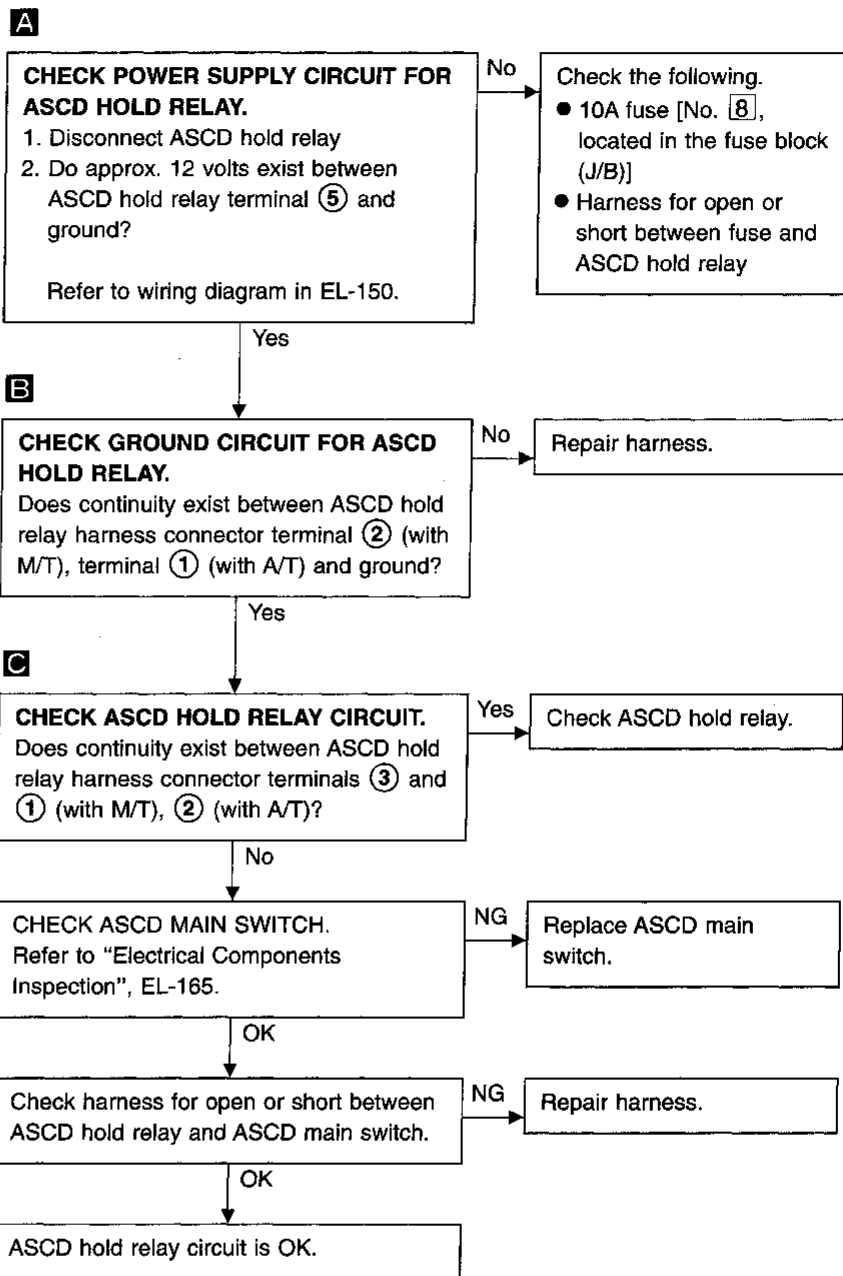 A
CHECK POWER SUPPLY CIRCUIT FOR
ASCD HOLD RELAY.
1. Disconnect ASCD hold relay
2. Do approx. 12 volts exist between
ASCD hold relay terminal ⑤ and
ground?
Refer to wiring diagram in EL-150.
No
Check the following.
● 10A fuse [No. 8,
located in the fuse block
(J/B)]
● Harness for open or
short between fuse and
ASCD hold relay
Yes
B
CHECK GROUND CIRCUIT FOR ASCD
HOLD RELAY.
Does continuity exist between ASCD hold
relay harness connector terminal ② (with
M/T), terminal ① (with A/T) and ground?
No
Repair harness.
Yes
C
CHECK ASCD HOLD RELAY CIRCUIT.
Does continuity exist between ASCD hold
relay harness connector terminals ③ and
① (with M/T), ② (with A/T)?
Yes
Check ASCD hold relay.
No
CHECK ASCD MAIN SWITCH.
Refer to “Electrical Components
Inspection”, EL-165.
NG
Replace ASCD main
switch.
OK
Check harness for open or short between
ASCD hold relay and ASCD main switch.
NG
Repair harness.
OK
ASCD hold relay circuit is OK.